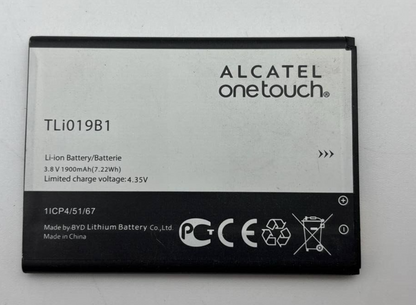 ALCATEL
onetouch®
TLi019B1
Li-ion Battery/Batterie
3.8 V 1900mAh(7.22Wh)
Limited charge voltage: 4.35V
1ICP4/51/67
Made by BYD Lithium Battery Co., Ltd.
Made in China